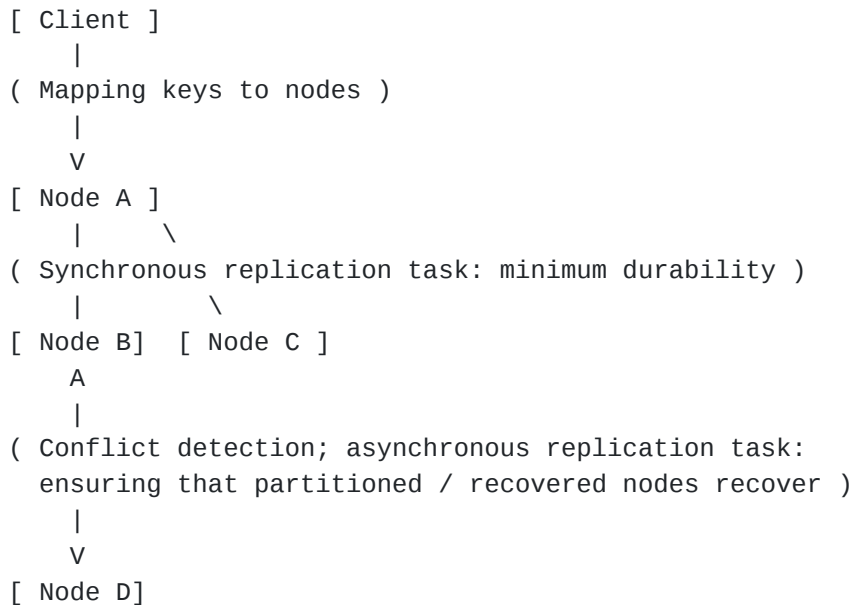 [ Client ]
    |
( Mapping keys to nodes )
    |
    V
[ Node A ]
    |     \
( Synchronous replication task: minimum durability )
    |        \
[ Node B]  [ Node C ]
    A
    |
( Conflict detection; asynchronous replication task:
  ensuring that partitioned / recovered nodes recover )
    |
    V
[ Node D]